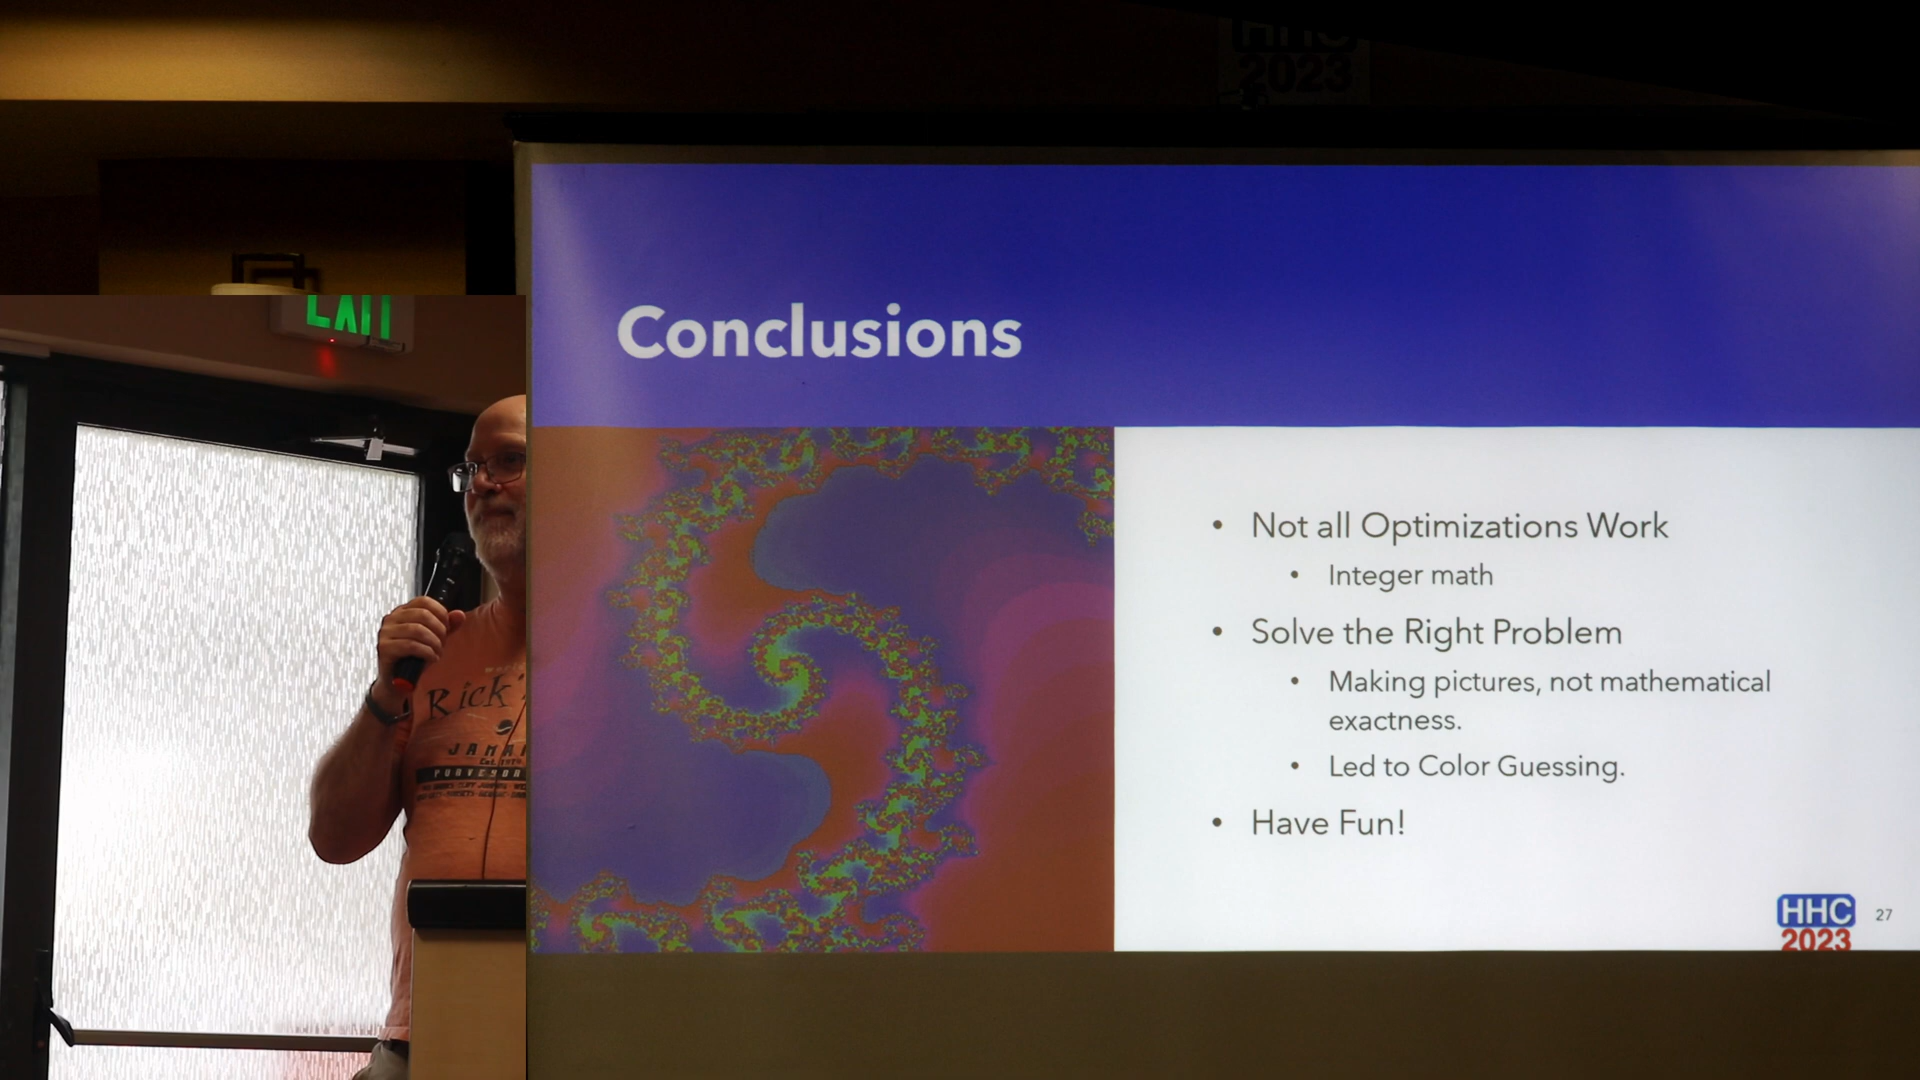 HHC
2023
EXIT
Conclusions
• Not all Optimizations Work
• Integer math
• Solve the Right Problem
• Making pictures, not mathematical
exactness.
• Led to Color Guessing.
• Have Fun!
HHC
2023
27
Rick's
JAMA